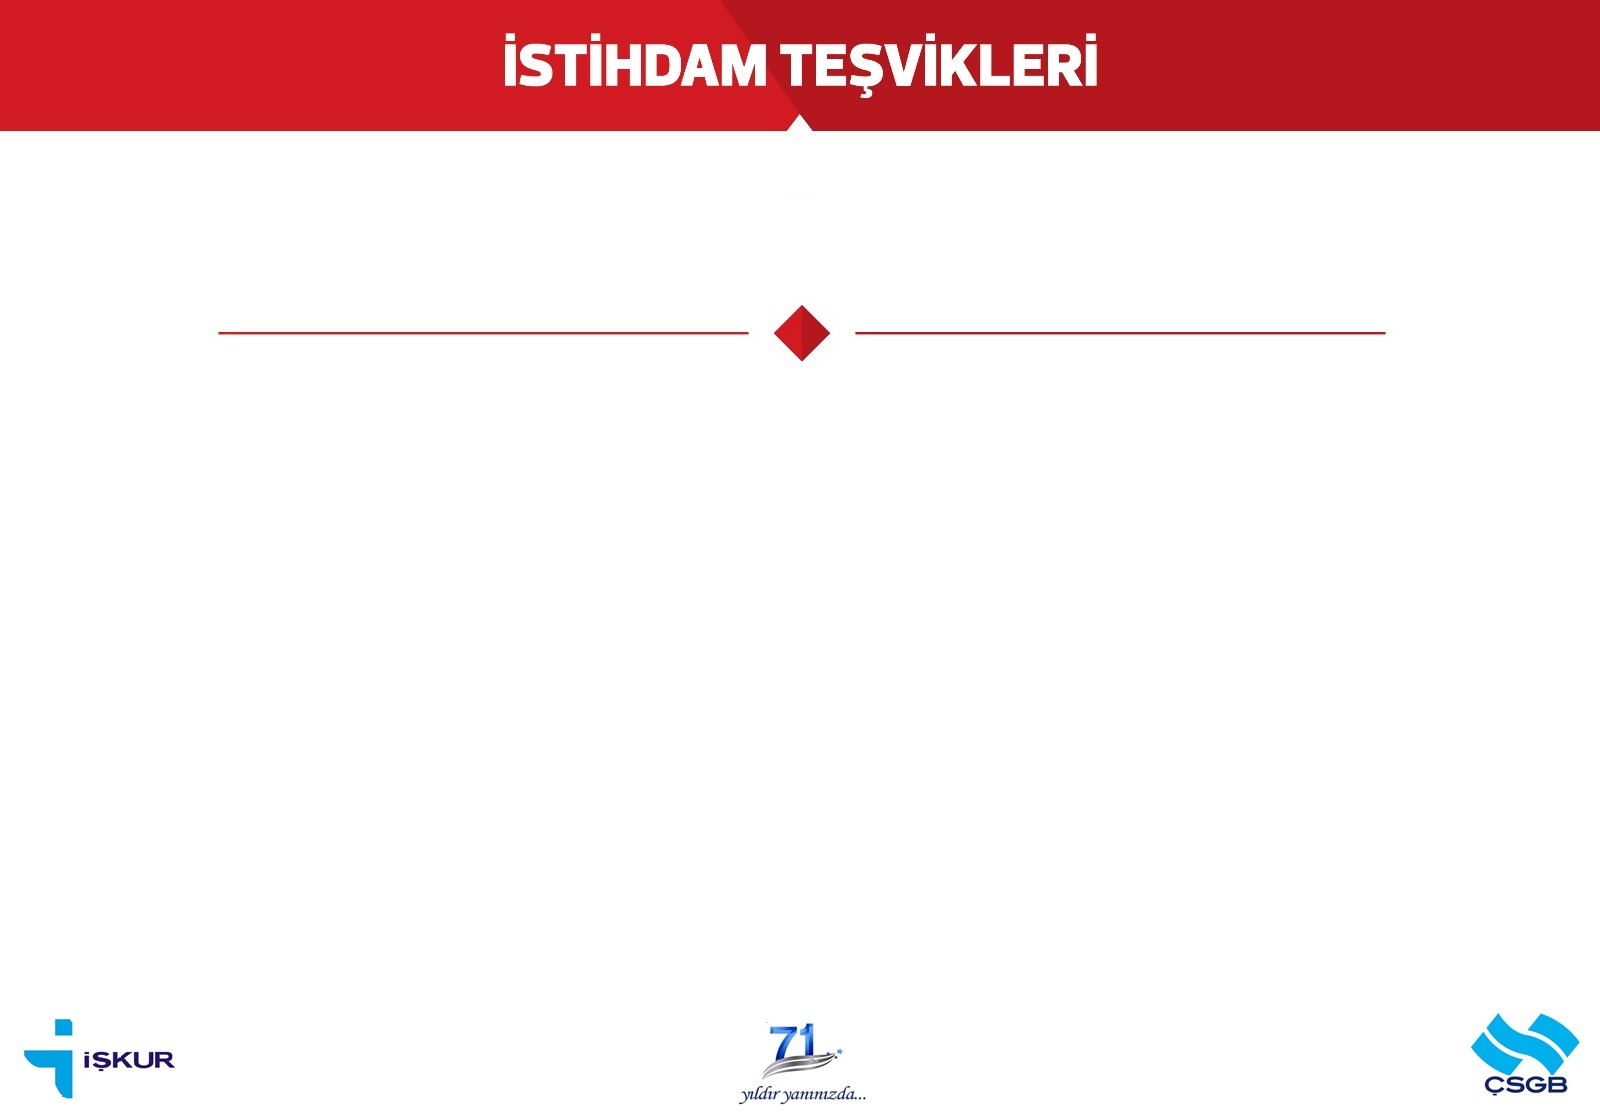 İSTİHDAM TEŞVİKLERİ
İŞKUR
71
yıldır yanınızda...
ÇSGB